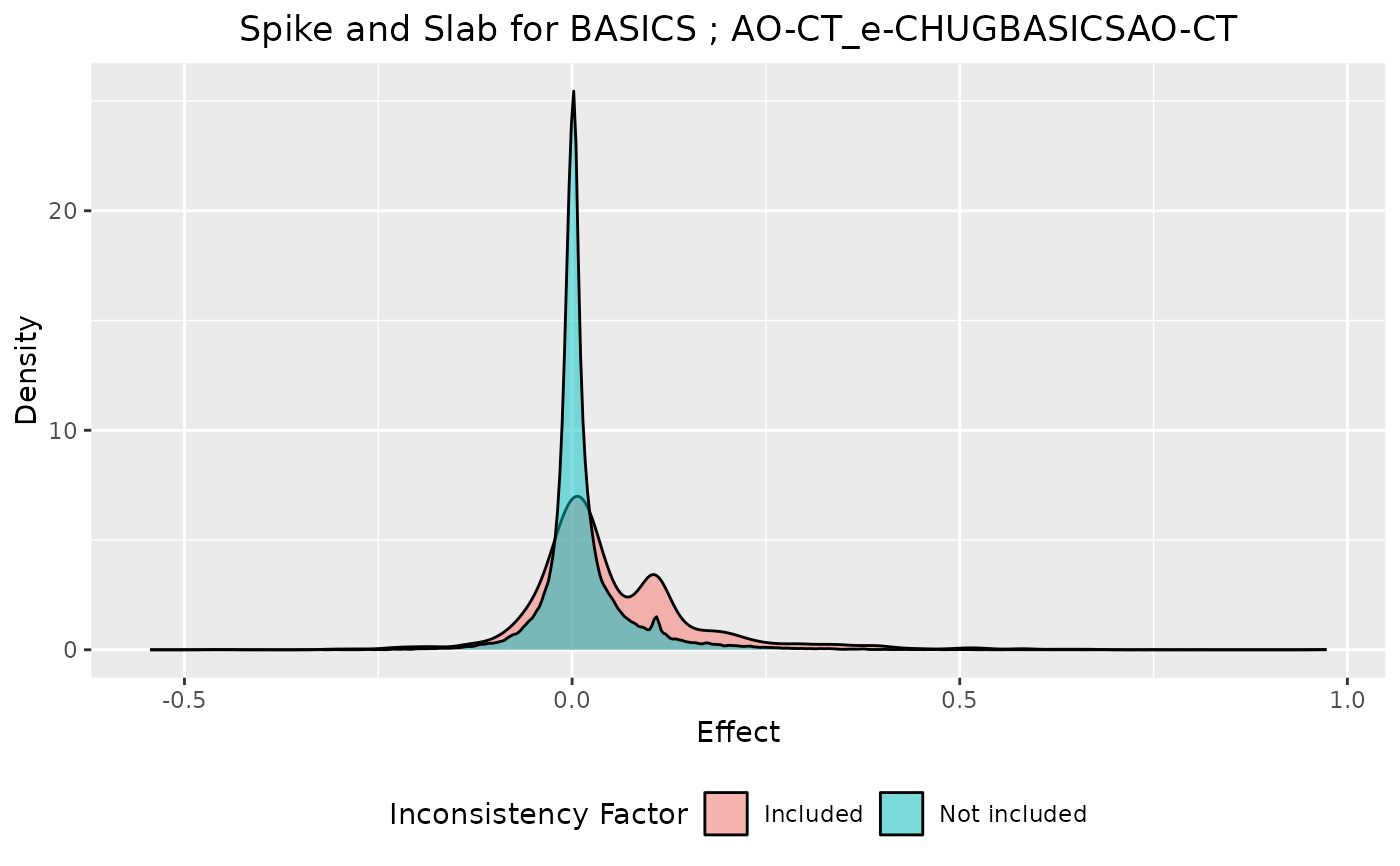 Spike and Slab for BASICS ; AO-CT_e-CHUGBASICSAO-CT
Density
20
10
0
-0.5 0.0 0.5 1.0
Effect
Inconsistency Factor Included Not included